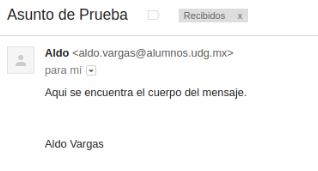 Asunto de Prueba
Recibidos x
Aldo <aldo.vargas@alumnos.udg.mx>
para mí
Aqui se encuentra el cuerpo del mensaje.
Aldo Vargas